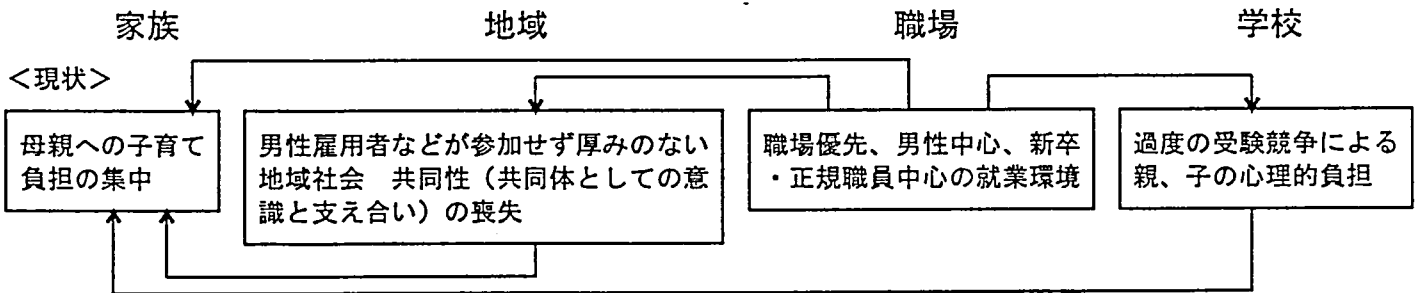 家族 地域 職場 学校
＜現状＞
母親への子育て
負担の集中
男性雇用者などが参加せず厚みのない
地域社会　共同性（共同体としての意
識と支え合い）の喪失
職場優先、男性中心、新卒
・正規職員中心の就業環境
過度の受験競争による
親、子の心理的負担